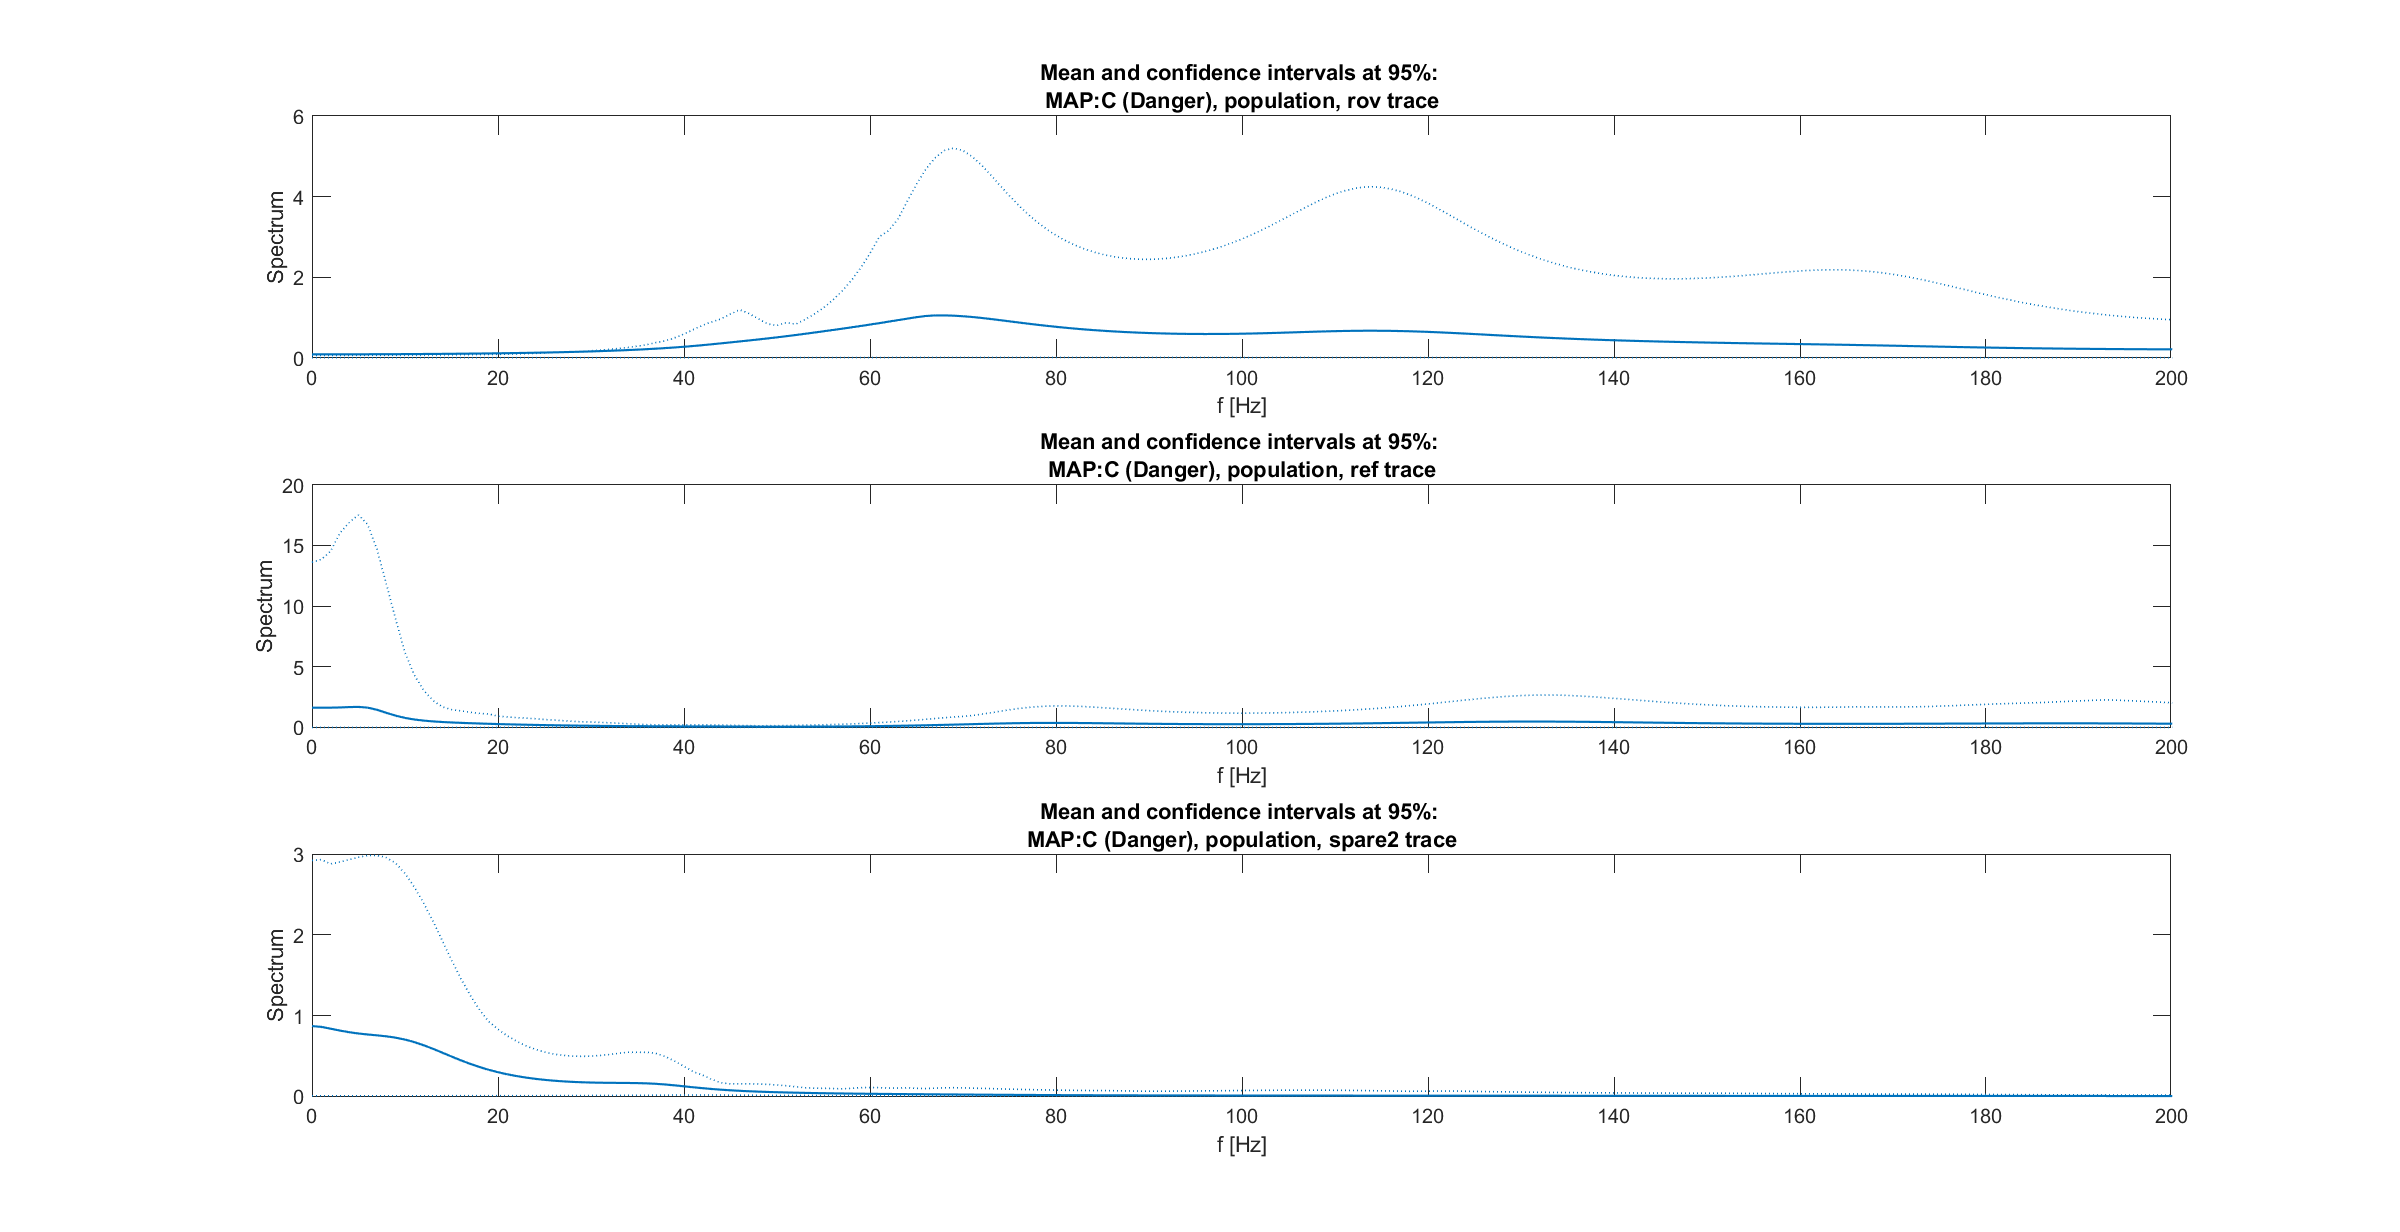 Mean and confidence intervals at 95%:
MAP:C (Danger), population, rov trace
6
4
2
0
Spectrum
0 20 40 60 80 100 120 140 160 180 200
f [Hz]
Mean and confidence intervals at 95%:
MAP:C (Danger), population, ref trace
20
15
10
5
0
Spectrum
0 20 40 60 80 100 120 140 160 180 200
f [Hz]
Mean and confidence intervals at 95%:
MAP:C (Danger), population, spare2 trace
3
2
1
0
Spectrum
0 20 40 60 80 100 120 140 160 180 200
f [Hz]